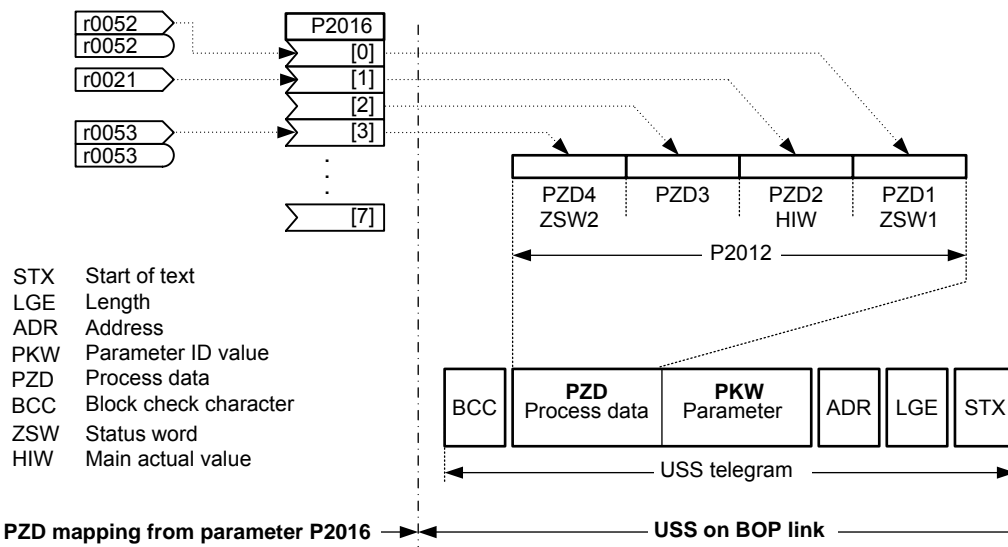 r0052
r0052
r0021
r0053
r0053
P2016
[0]
[1]
[2]
[3]
[7]
PZD4 PZD3 PZD2 PZD1
ZSW2 HIW ZSW1
P2012
STX Start of text
LGE Length
ADR Address
PKW Parameter ID value
PZD Process data
BCC Block check character
ZSW Status word
HIW Main actual value
BCC
PZD
Process data
PKW
Parameter
ADR
LGE
STX
USS telegram
PZD mapping from parameter P2016
USS on BOP link